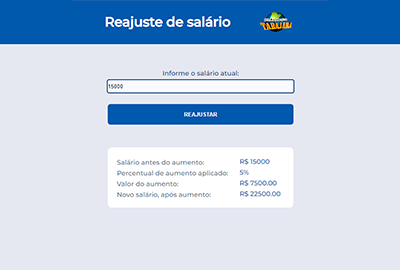 Reajuste de salário
TABAJARA
Informe o salário atual:
15000
REAJUSTAR
Salário antes do aumento: R$ 15000
Percentual de aumento aplicado: 5%
Valor do aumento: R$ 7500.00
Novo salário, após aumento: R$ 22500.00